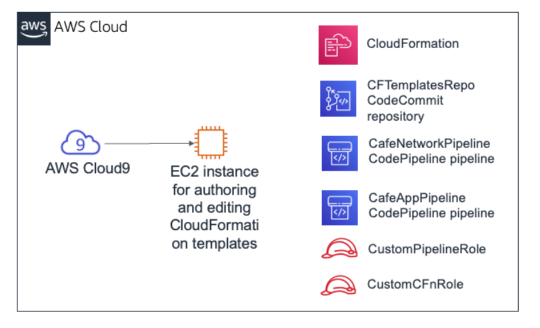 aws
AWS Cloud
CloudFormation
CFTemplatesRepo
CodeCommit
repository
9
AWS Cloud9
EC2 instance
for authoring
and editing
CloudFormati
on templates
CafeNetworkPipeline
CodePipeline pipeline
CafeAppPipeline
CodePipeline pipeline
CustomPipelineRole
CustomCFnRole